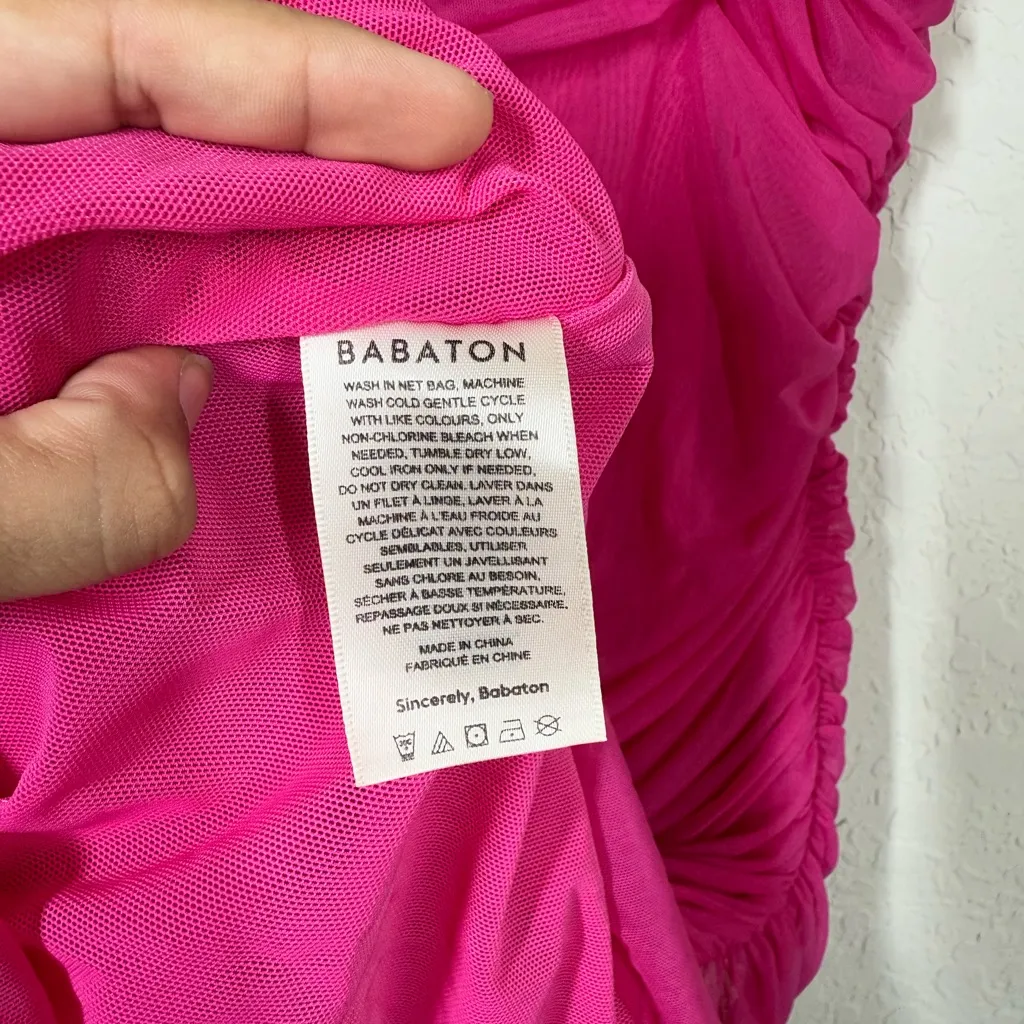 BABATON
WASH IN NET BAG, MACHINE
WASH COLD GENTLE CYCLE
WITH LIKE COLOURS, ONLY
NON-CHLORINE BLEACH WHEN
NEEDED, TUMBLE DRY LOW,
COOL IRON ONLY IF NEEDED,
DO NOT DRY CLEAN. LAVER DANS
UN FILET À LINGE, LAVER À LA
MACHINE À L'EAU FROIDE AU
CYCLE DÉLICAT AVEC COULEURS
SEMBLABLES, UTILISER
SEULEMENT UN JAVELLISANT
SANS CHLORE AU BESOIN,
SÉCHER À BASSE TEMPÉRATURE,
REPASSAGE DOUX SI NÉCESSAIRE.
NE PAS NETTOYER À SEC.
MADE IN CHINA
FABRIQUÉ EN CHINE
Sincerely, Babaton
30C